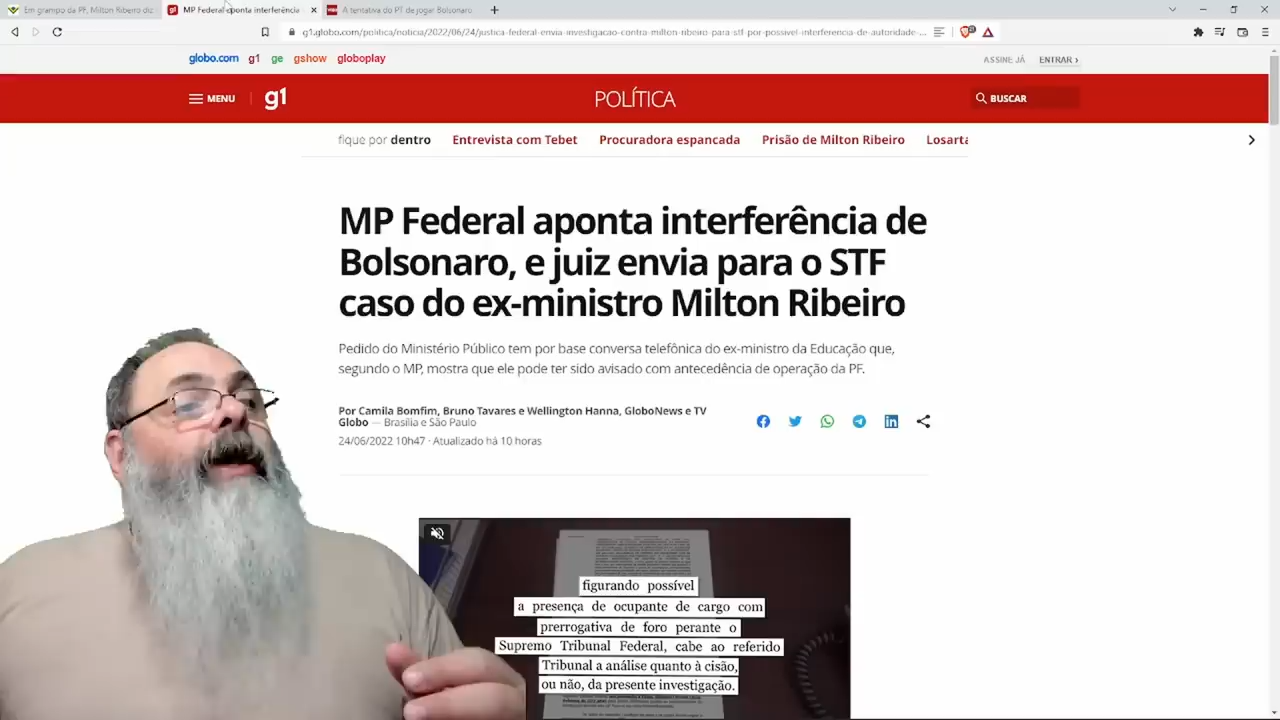 Em grampo da PF, Milton Ribeiro diz
MP Federal aponta interferência
A tentativa do PT de jogar Bolsonaro
g1.globo.com/politica/noticia/2022/06/24/justica-federal-envia-investigacao-contra-milton-ribeiro-para-stf-por-possivel-interferencia-de-autoridade-...
globo.com g1 ge gshow globoplay
ASSINE JÁ ENTRAR ›
MENU g1 POLÍTICA BUSCAR
fique por dentro Entrevista com Tebet Procuradora espancada Prisão de Milton Ribeiro Losarta
MP Federal aponta interferência de
Bolsonaro, e juiz envia para o STF
caso do ex-ministro Milton Ribeiro
Pedido do Ministério Público tem por base conversa telefônica do ex-ministro da Educação que,
segundo o MP, mostra que ele pode ter sido avisado com antecedência de operação da PF.
Por Camila Bomfim, Bruno Tavares e Wellington Hanna, GloboNews e TV
Globo — Brasília e São Paulo
24/06/2022 10h47 · Atualizado há 10 horas
figurando possível
a presença de ocupante de cargo com
prerrogativa de foro perante o
Supremo Tribunal Federal, cabe ao referido
Tribunal a análise quanto à cisão,
ou não, da presente investigação.